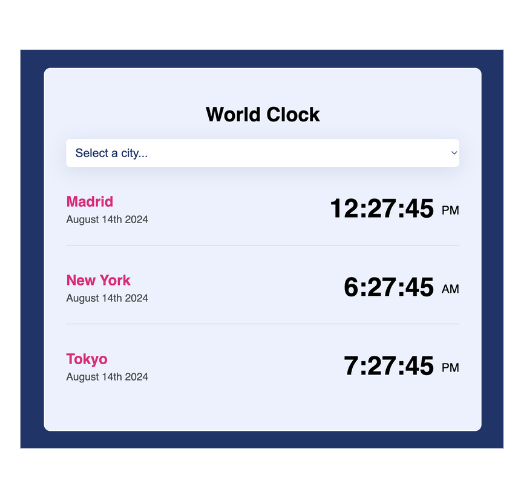 World Clock
Select a city...
Madrid
August 14th 2024
12:27:45 PM
New York
August 14th 2024
6:27:45 AM
Tokyo
August 14th 2024
7:27:45 PM